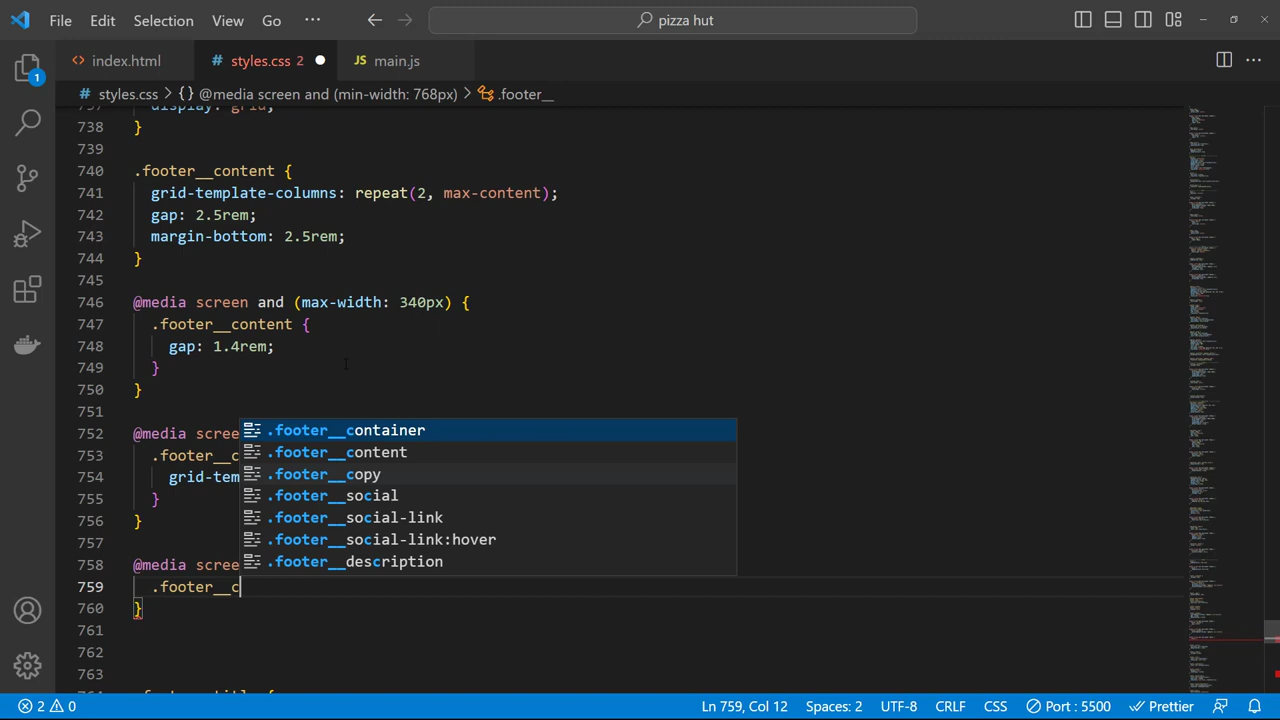 File Edit Selection View Go ··· pizza hut
index.html # styles.css 2 JS main.js
# styles.css > {} @media screen and (min-width: 768px) > .footer__
737 display: grid;
738 }
739
740 .footer__content {
741 grid-template-columns: repeat(2, max-content);
742 gap: 2.5rem;
743 margin-bottom: 2.5rem;
744 }
745
746 @media screen and (max-width: 340px) {
747 .footer__content {
748 gap: 1.4rem;
749 }
750 }
751
.footer__container
752 @media scree
.footer__content
753 .footer__c
.footer__copy
754 grid-tem
.footer__social
755 }
.footer__social-link
756 }
.footer__social-link:hover
757
.footer__description
758 @media scree
759 .footer__c
760 }
761
762
763
2 0 Ln 759, Col 12 Spaces: 2 UTF-8 CRLF CSS Port : 5500 Prettier